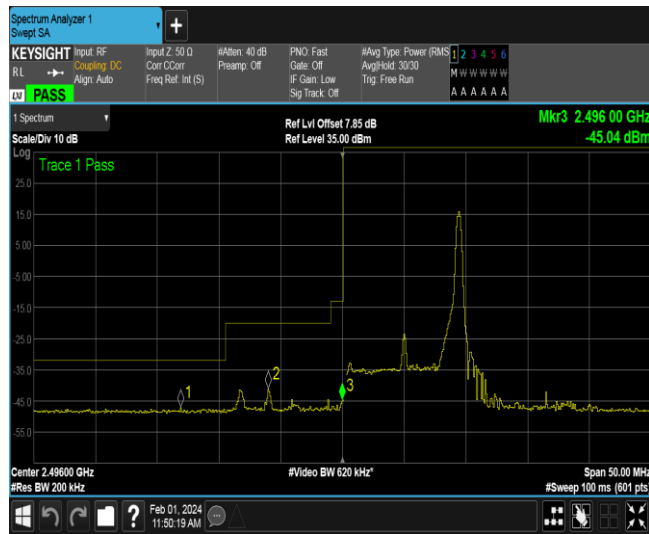 Spectrum Analyzer 1
Swept SA
+
KEYSIGHT
RL
LXI PASS
Input: RF
Coupling: DC
Align: Auto
Input Z: 50 Ω
Corr CCorr
Freq Ref: Int (S)
#Atten: 40 dB
Preamp: Off
PNO: Fast
Gate: Off
IF Gain: Low
Sig Track: Off
#Avg Type: Power (RMS
Avg|Hold: 30/30
Trig: Free Run
1 2 3 4 5 6
M W W W W W
A A A A A A
1 Spectrum
Scale/Div 10 dB
Ref Lvl Offset 7.85 dB
Ref Level 35.00 dBm
Mkr3 2.496 00 GHz
-45.04 dBm
Log
Trace 1 Pass
25.0
15.0
5.00
-5.00
-15.0
-25.0
-35.0
-45.0
-55.0
1
2
3
Center 2.49600 GHz
#Res BW 200 kHz
#Video BW 620 kHz*
Span 50.00 MHz
#Sweep 100 ms (601 pts)
?
Feb 01, 2024
11:50:19 AM